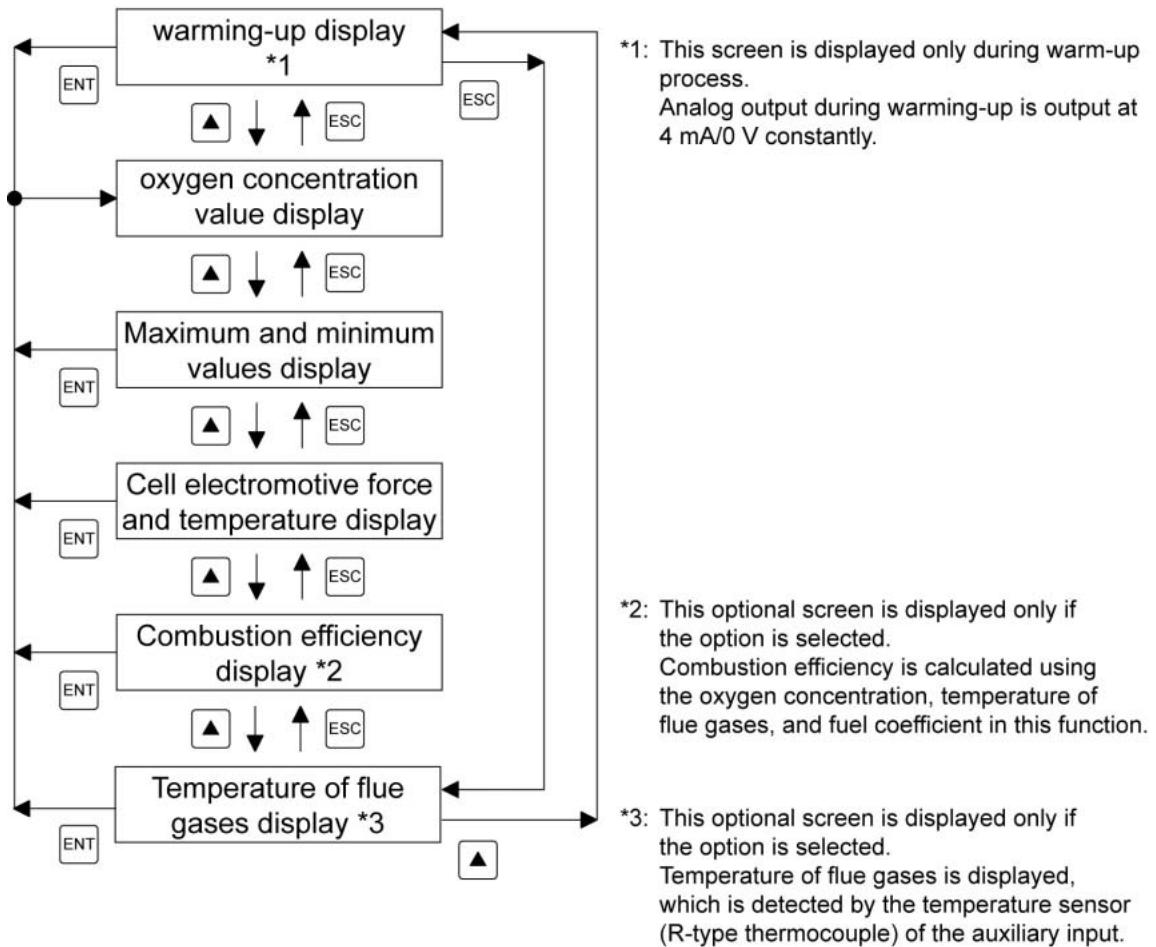 warming-up display
*1
ENT
ESC
▲
ESC
oxygen concentration
value display
▲
ESC
Maximum and minimum
values display
ENT
▲
ESC
Cell electromotive force
and temperature display
ENT
▲
ESC
Combustion efficiency
display *2
ENT
▲
ESC
Temperature of flue
gases display *3
ENT
▲
*1: This screen is displayed only during warm-up
process.
Analog output during warming-up is output at
4 mA/0 V constantly.
*2: This optional screen is displayed only if
the option is selected.
Combustion efficiency is calculated using
the oxygen concentration, temperature of
flue gases, and fuel coefficient in this function.
*3: This optional screen is displayed only if
the option is selected.
Temperature of flue gases is displayed,
which is detected by the temperature sensor
(R-type thermocouple) of the auxiliary input.